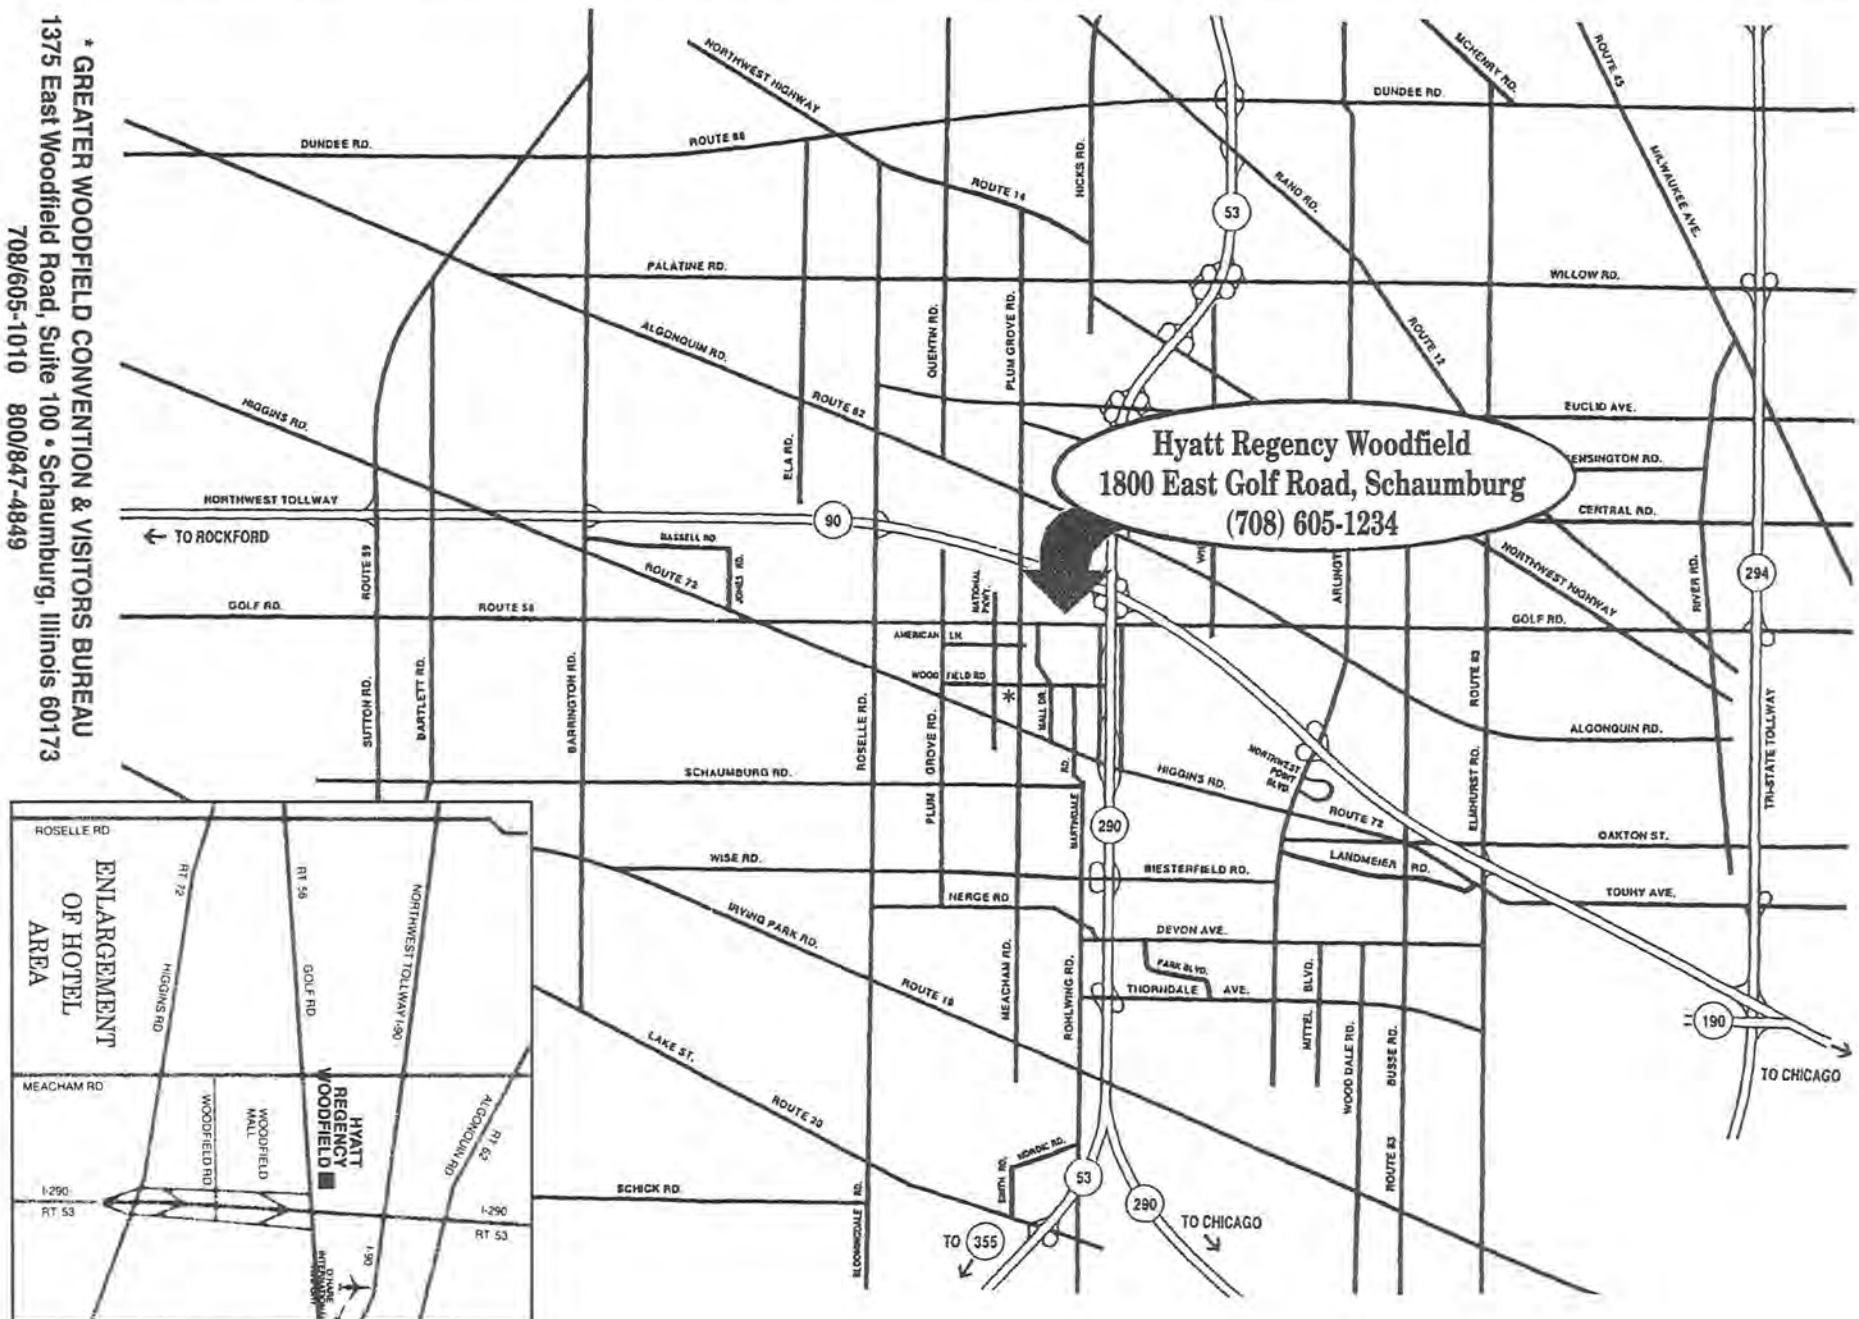 * GREATER WOODFIELD CONVENTION & VISITORS BUREAU
1375 East Woodfield Road, Suite 100 • Schaumburg, Illinois 60173
708/605-1010 800/847-4849
NORTHWEST HIGHWAY
MCHENRY RD.
ROUTE 45
DUNDEE RD.
DUNDEE RD.
ROUTE 68
HICKS RD.
ROUTE 14
RAND RD.
MILWAUKEE AVE.
53
PALATINE RD.
WILLOW RD.
ALGONQUIN RD.
QUENTIN RD.
PLUM GROVE RD.
ROUTE 12
HIGGINS RD.
ROUTE 62
EUCLID AVE.
ELA RD.
Hyatt Regency Woodfield
1800 East Golf Road, Schaumburg
(708) 605-1234
ENSINGTON RD.
NORTHWEST TOLLWAY
90
CENTRAL RD.
← TO ROCKFORD
HASSELL RD.
JONES RD.
ROUTE 59
ROUTE 72
NATIONAL
PKWY.
WI
ARLINGT
NORTHWEST HIGHWAY
RIVER RD.
294
GOLF RD.
ROUTE 58
GOLF RD.
AMERICAN LN.
WOODFIELD RD.
*
MALL DR.
SUTTON RD.
BARTLETT RD.
BARRINGTON RD.
ROSELLE RD.
PLUM GROVE RD.
ROUTE 83
ALGONQUIN RD.
TRI-STATE TOLLWAY
SCHAUMBURG RD.
MARTINGALE RD.
HIGGINS RD.
NORTHWEST
POINT
BLVD.
ROUTE 72
ELMHURST RD.
290
OAKTON ST.
WISE RD.
BIESTERFIELD RD.
LANDMEIER RD.
TOUHY AVE.
NERGE RD.
IRVING PARK RD.
DEVON AVE.
PARK BLVD.
THORNDALE AVE.
MEACHAM RD.
ROHLWING RD.
MITTEL BLVD.
WOOD DALE RD.
BUSSE RD.
ROUTE 19
190
TO CHICAGO
LAKE ST.
ROUTE 20
NORDIC RD.
SMITH RD.
ROUTE 83
SCHICK RD.
BLOOMINGDALE RD.
53
290
TO CHICAGO
TO 355
ENLARGEMENT
OF HOTEL
AREA
ROSELLE RD
RT 72
RT 58
NORTHWEST TOLLWAY I-90
HIGGINS RD
GOLF RD
MEACHAM RD
WOODFIELD RD
WOODFIELD
MALL
HYATT
REGENCY
WOODFIELD
RT 62
ALGONQUIN RD
I-290
RT 53
I-290
RT 53
I-90
O'HARE
INTERNATIONAL